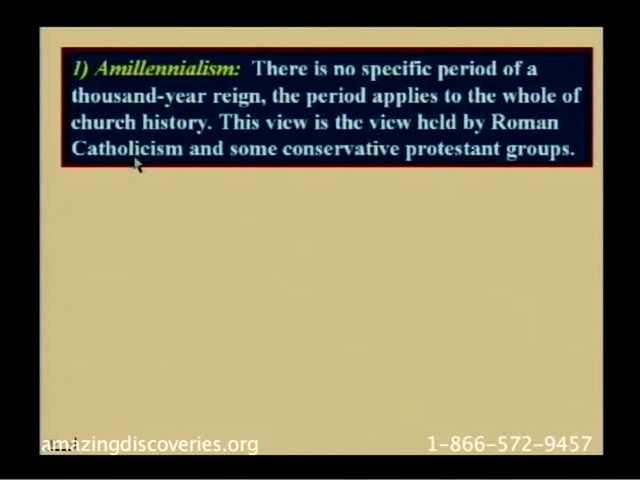 1) Amillennialism: There is no specific period of a
thousand-year reign, the period applies to the whole of
church history. This view is the view held by Roman
Catholicism and some conservative protestant groups.
amazingdiscoveries.org
1-866-572-9457